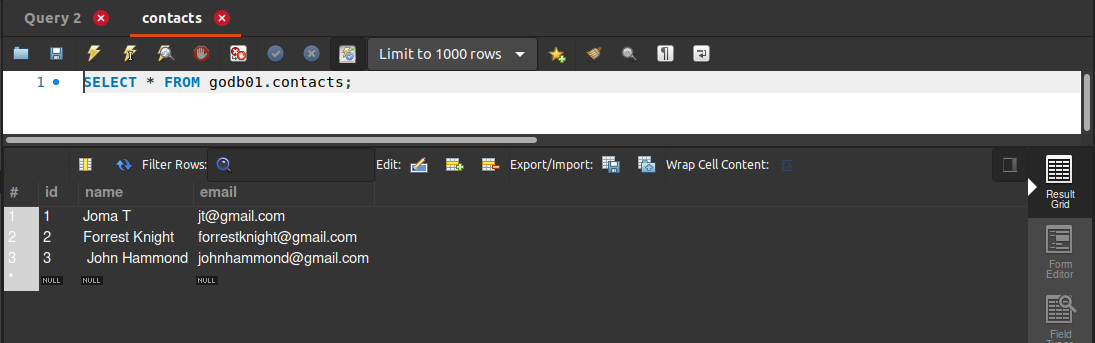 Query 2 contacts
Limit to 1000 rows
1 SELECT * FROM godb01.contacts;
Filter Rows: Edit: Export/Import: Wrap Cell Content:
# id name email
1 1 Joma T jt@gmail.com
2 2 Forrest Knight forrestknight@gmail.com
3 3 John Hammond johnhammond@gmail.com
* NULL NULL NULL
Result
Grid
Form
Editor
Field